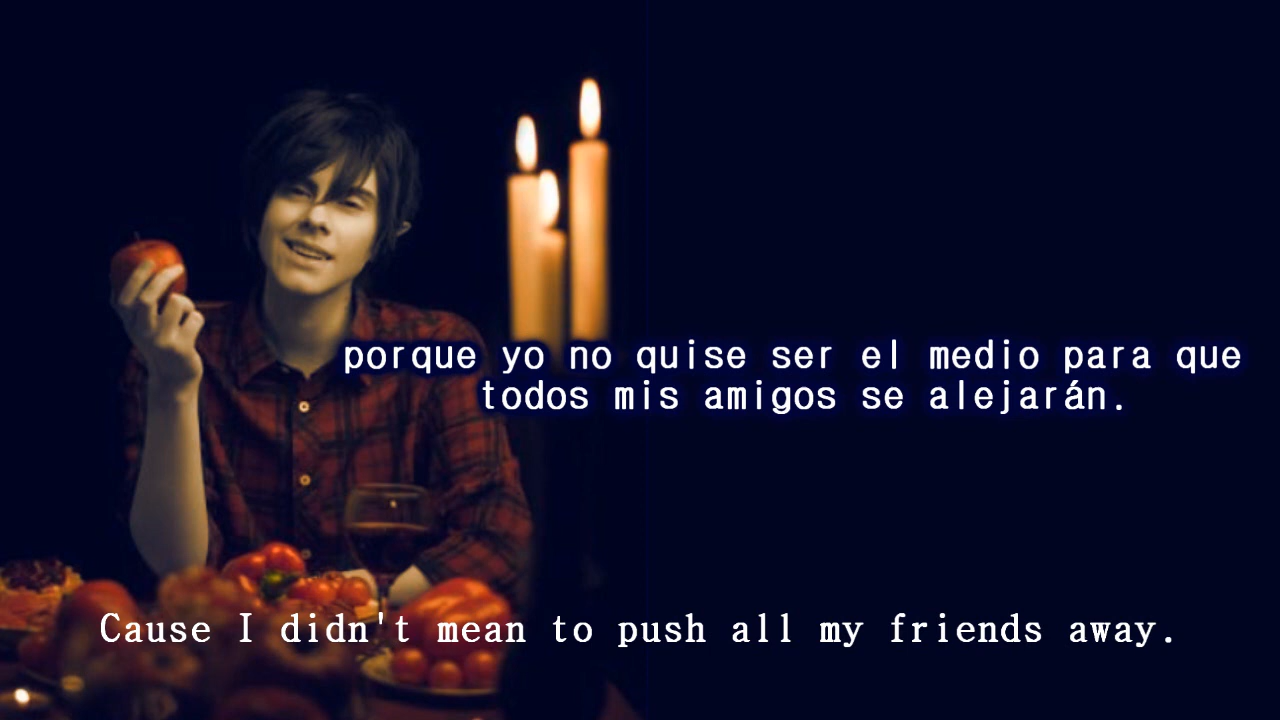 porque yo no quise ser el medio para que
todos mis amigos se alejarán.
Cause I didn't mean to push all my friends away.